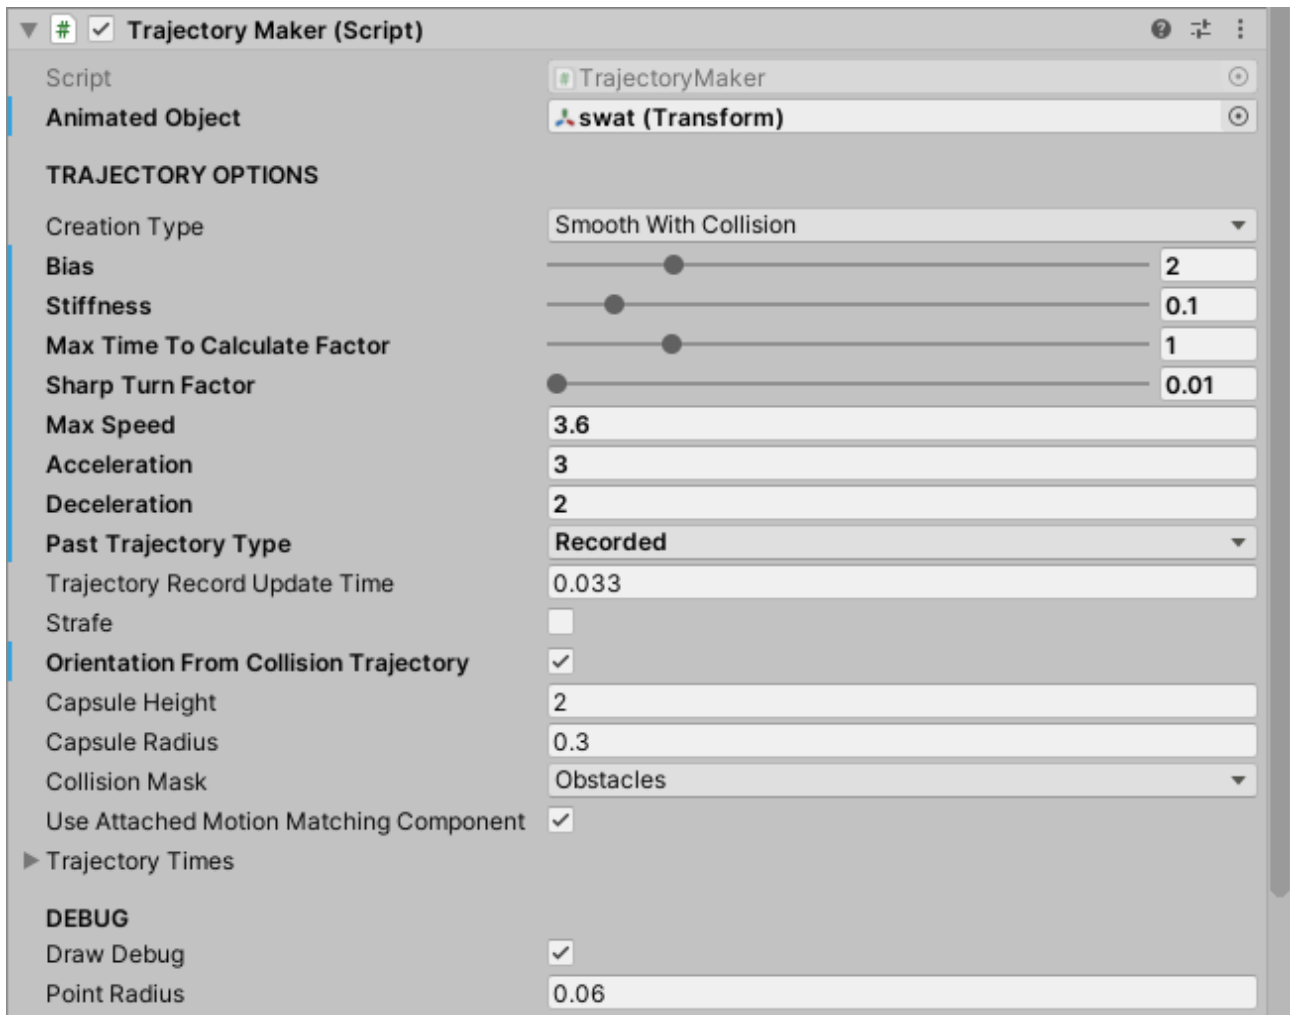 # Trajectory Maker (Script)
Script # TrajectoryMaker
Animated Object swat (Transform)
TRAJECTORY OPTIONS
Creation Type Smooth With Collision
Bias 2
Stiffness 0.1
Max Time To Calculate Factor 1
Sharp Turn Factor 0.01
Max Speed 3.6
Acceleration 3
Deceleration 2
Past Trajectory Type Recorded
Trajectory Record Update Time 0.033
Strafe
Orientation From Collision Trajectory
Capsule Height 2
Capsule Radius 0.3
Collision Mask Obstacles
Use Attached Motion Matching Component
Trajectory Times
DEBUG
Draw Debug
Point Radius 0.06